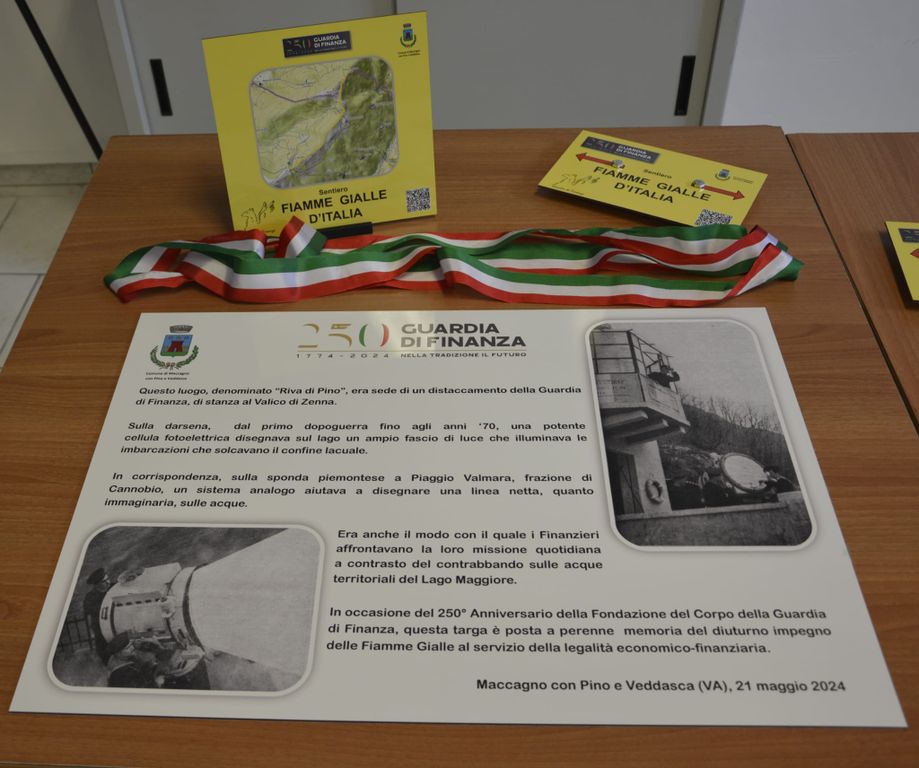 250 GUARDIA
DI FINANZA
Sentiero
FIAMME GIALLE
D'ITALIA
250 GUARDIA
DI FINANZA
Sentiero
FIAMME GIALLE
D'ITALIA
Comune di Maccagno
con Pino e Veddasca
250 GUARDIA
DI FINANZA
1774-2024 NELLA TRADIZIONE IL FUTURO
Questo luogo, denominato “Riva di Pino”, era sede di un distaccamento della Guardia
di Finanza, di stanza al Valico di Zenna.
Sulla darsena, dal primo dopoguerra fino agli anni ‘70, una potente
cellula fotoelettrica disegnava sul lago un ampio fascio di luce che illuminava le
imbarcazioni che solcavano il confine lacuale.
In corrispondenza, sulla sponda piemontese a Piaggio Valmara, frazione di
Cannobio, un sistema analogo aiutava a disegnare una linea netta, quanto
immaginaria, sulle acque.
Era anche il modo con il quale i Finanzieri
affrontavano la loro missione quotidiana
a contrasto del contrabbando sulle acque
territoriali del Lago Maggiore.
In occasione del 250° Anniversario della Fondazione del Corpo della Guardia
di Finanza, questa targa è posta a perenne memoria del diuturno impegno
delle Fiamme Gialle al servizio della legalità economico-finanziaria.
Maccagno con Pino e Veddasca (VA), 21 maggio 2024